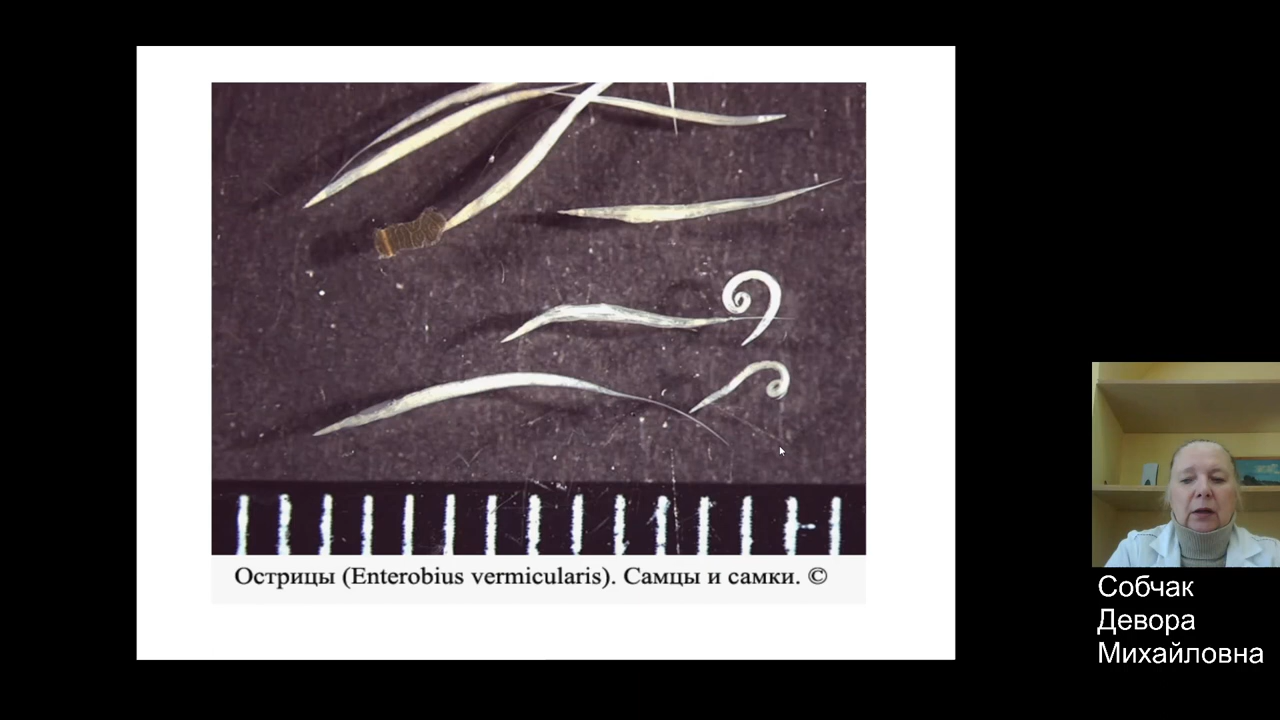 Острицы (Enterobius vermicularis). Самцы и самки. ©
Собчак
Девора
Михайловна